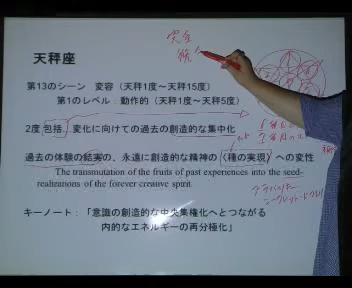 完全
天秤座
第13のシーン 変容（天秤1度～天秤15度）
第1のレベル：動作的（天秤1度～天秤5度）
2度 包括、変化に向けての過去の創造的な集中化
過去の体験の結実の、永遠に創造的な精神の〈種の実現〉への変性
The transmutation of the fruits of past experiences into the seed-
realizations of the forever creative spirit.
キーノート：「意識の創造的な中央集権化へとつながる
内的なエネルギーの再分極化」